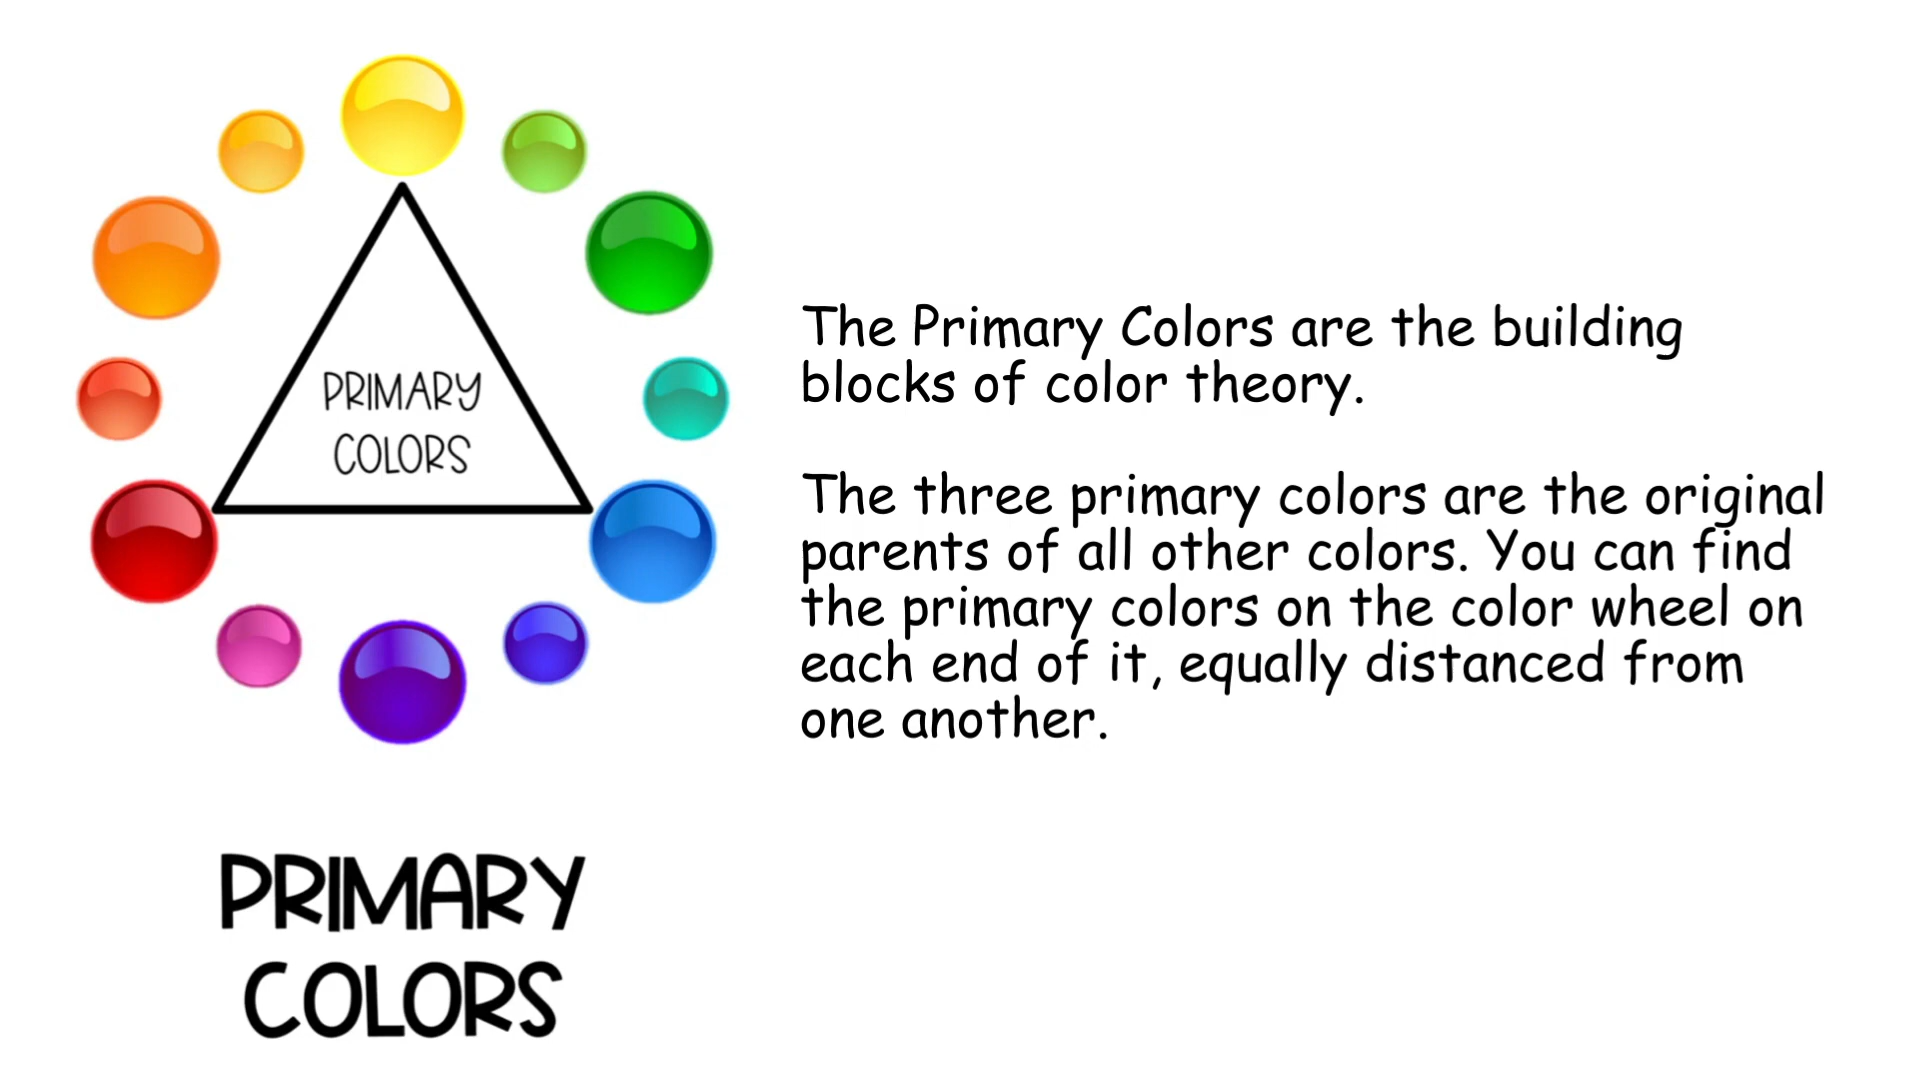 PRIMARY
COLORS
The Primary Colors are the building
blocks of color theory.
The three primary colors are the original
parents of all other colors. You can find
the primary colors on the color wheel on
each end of it, equally distanced from
one another.
PRIMARY
COLORS